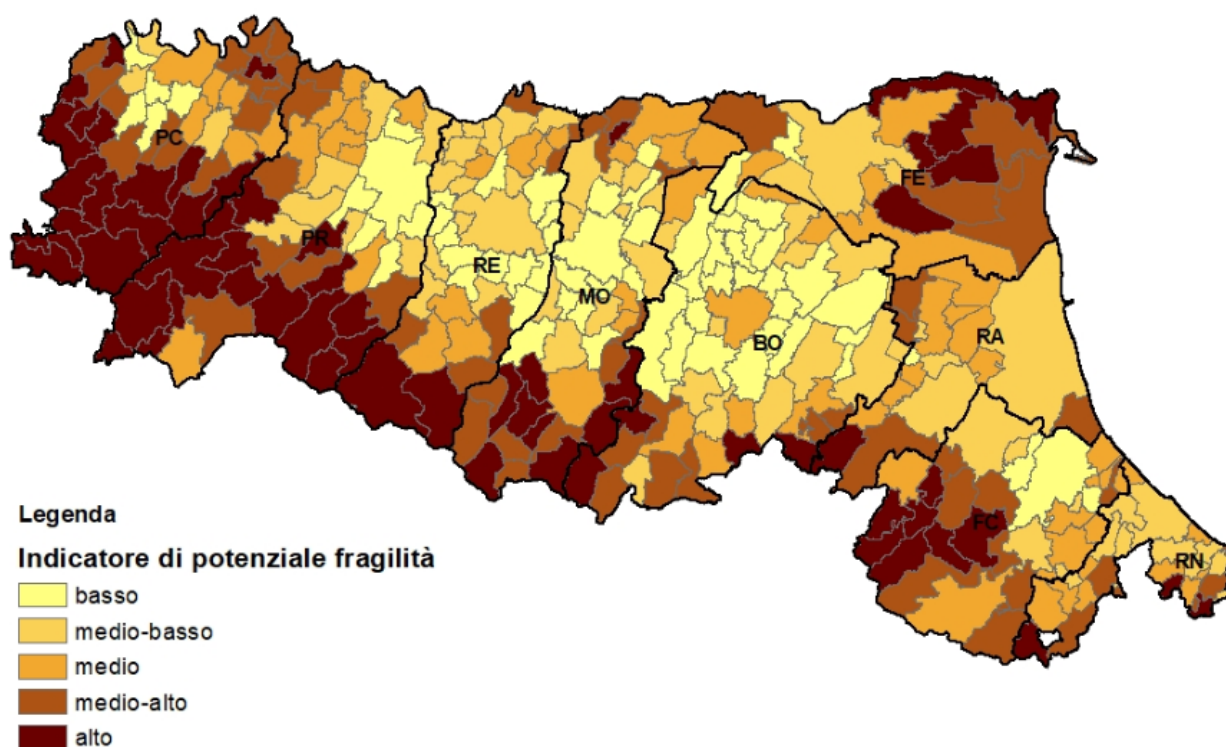 PC
PR
RE
MO
BO
FE
RA
FC
RN
Legenda
Indicatore di potenziale fragilità
basso
medio-basso
medio
medio-alto
alto